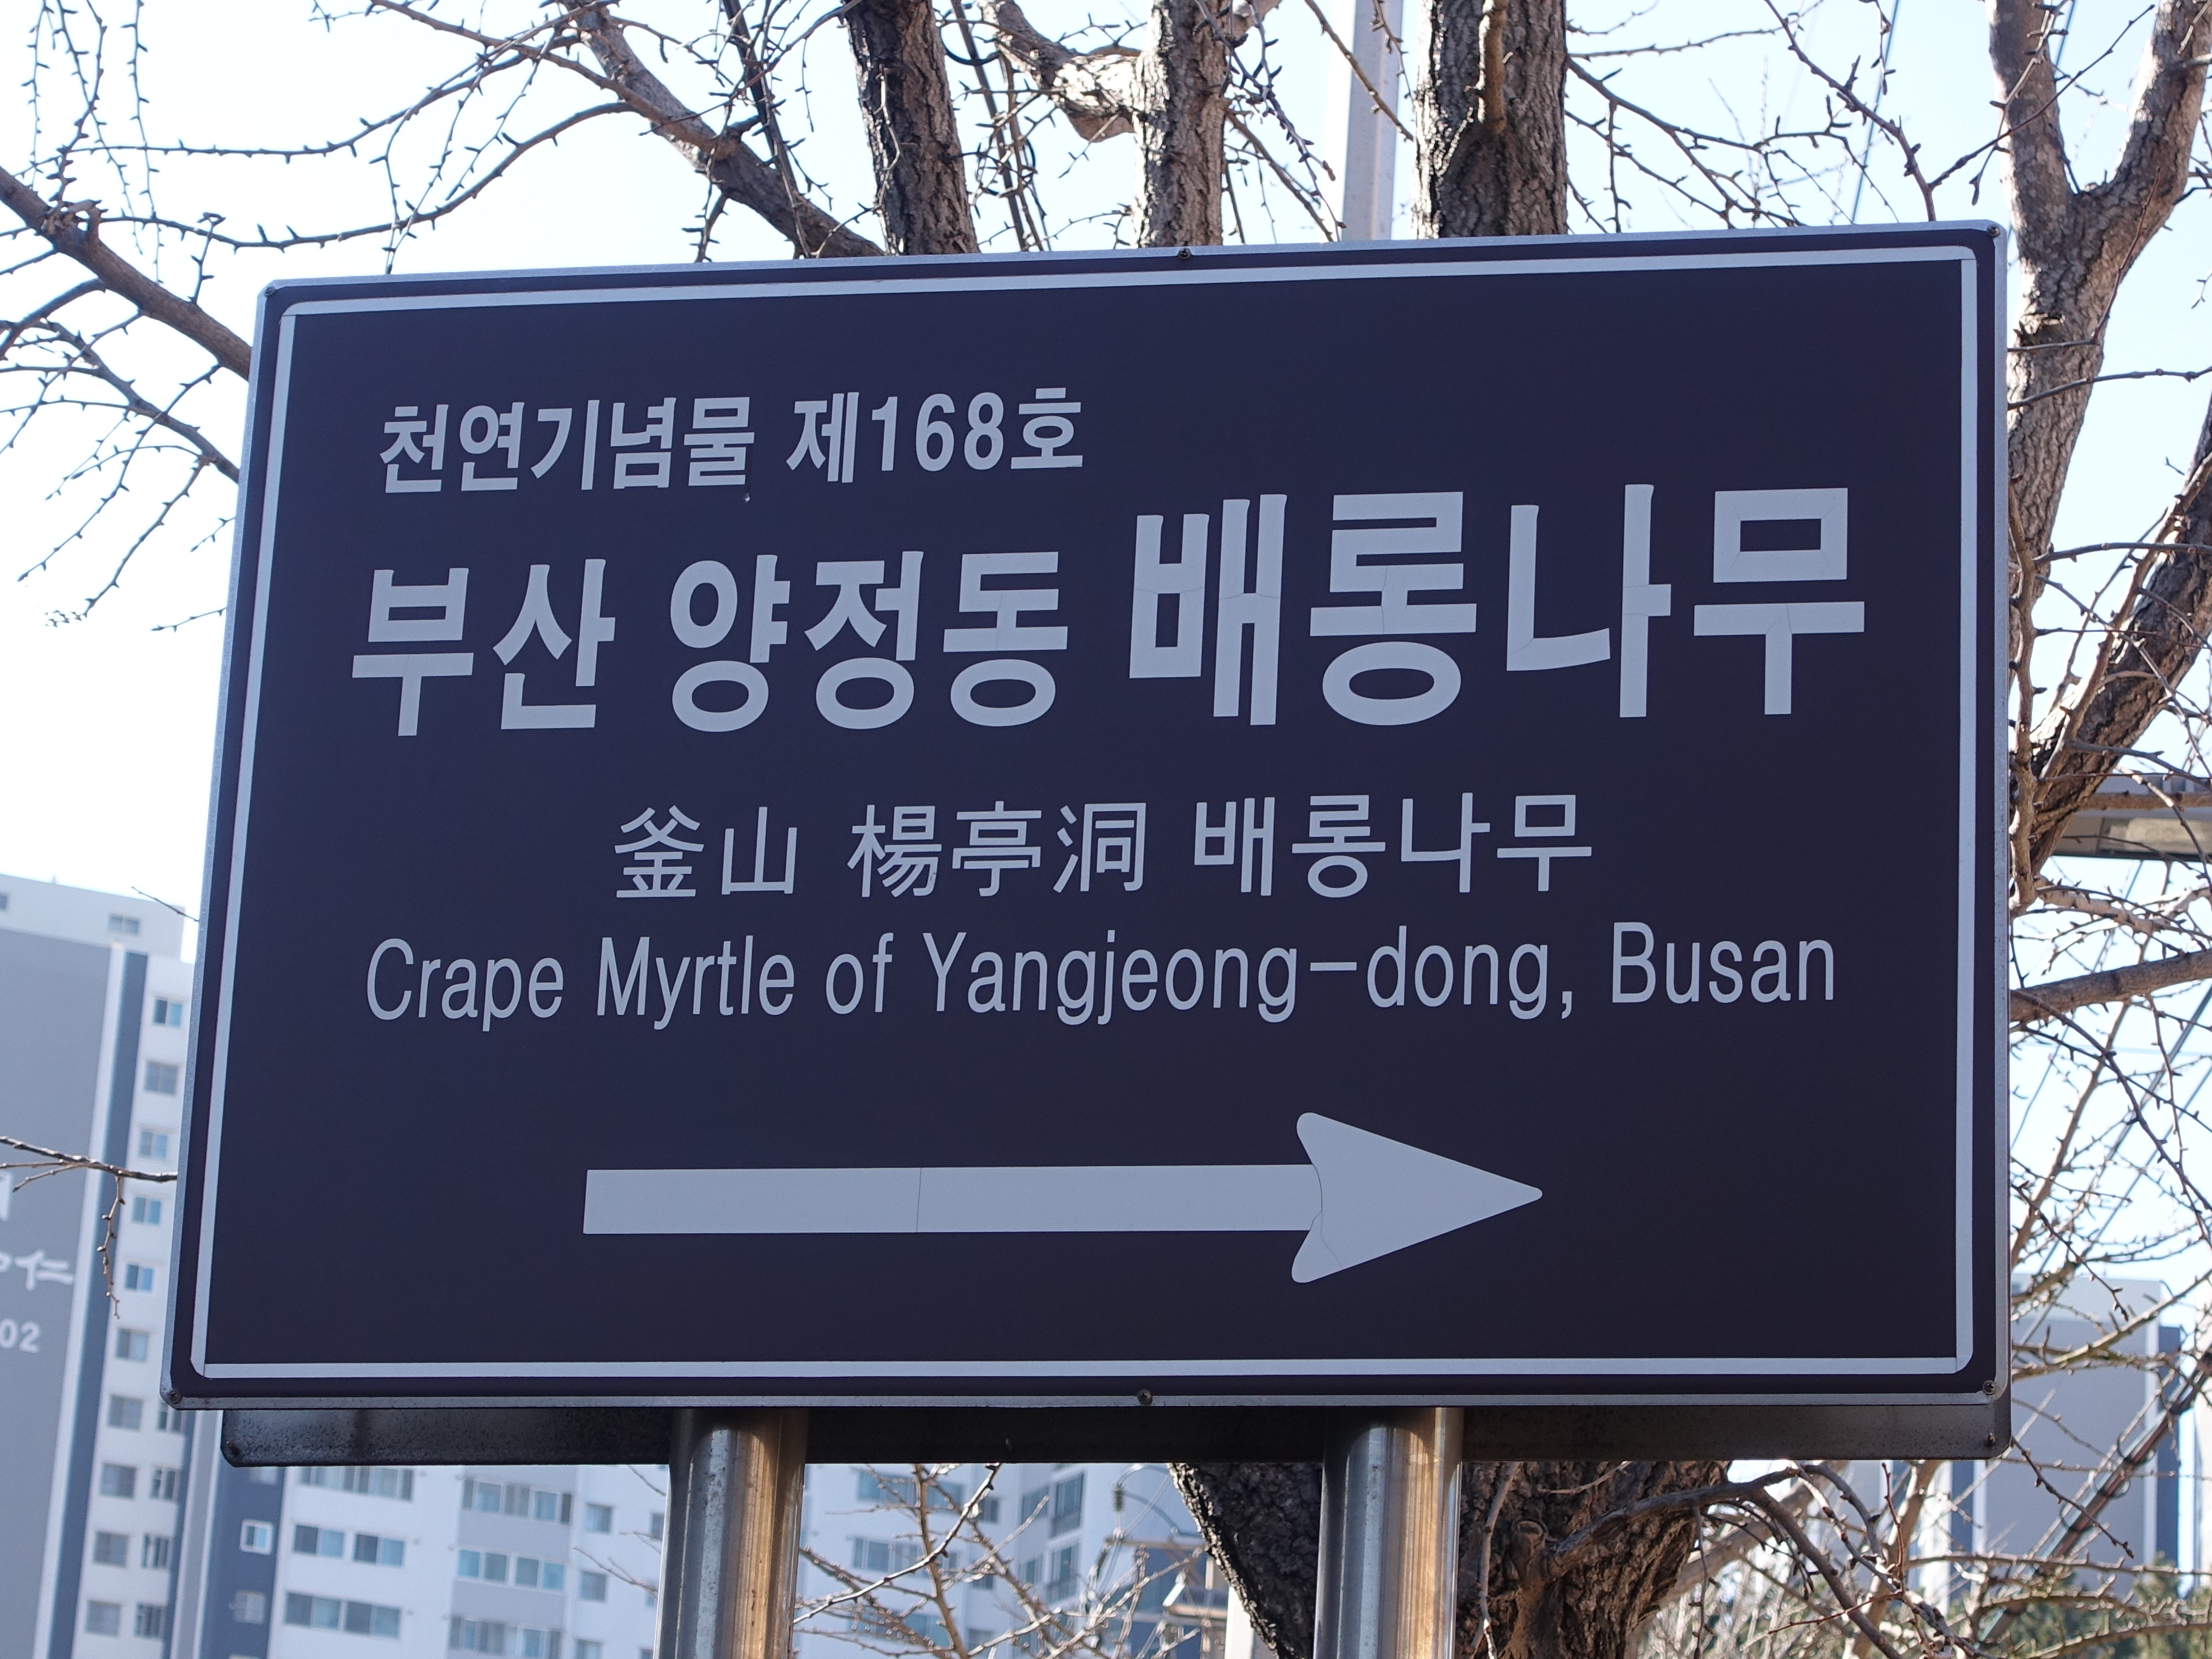 천연기념물 제168호
부산 양정동 배롱나무
釜山 楊亭洞 배롱나무
Crape Myrtle of Yangjeong-dong, Busan
02